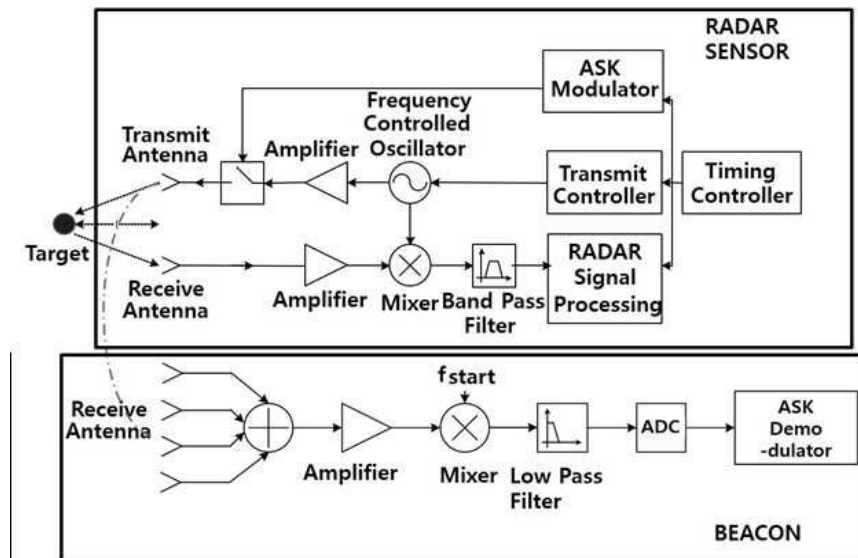 RADAR
SENSOR
ASK
Modulator
Frequency
Controlled
Oscillator
Transmit
Antenna
Amplifier
Transmit
Controller
Timing
Controller
Target
Receive
Antenna
Amplifier
Mixer
Band Pass
Filter
RADAR
Signal
Processing
Receive
Antenna
fstart
Amplifier
Mixer
Low Pass
Filter
ADC
ASK
Demo
-dulator
BEACON